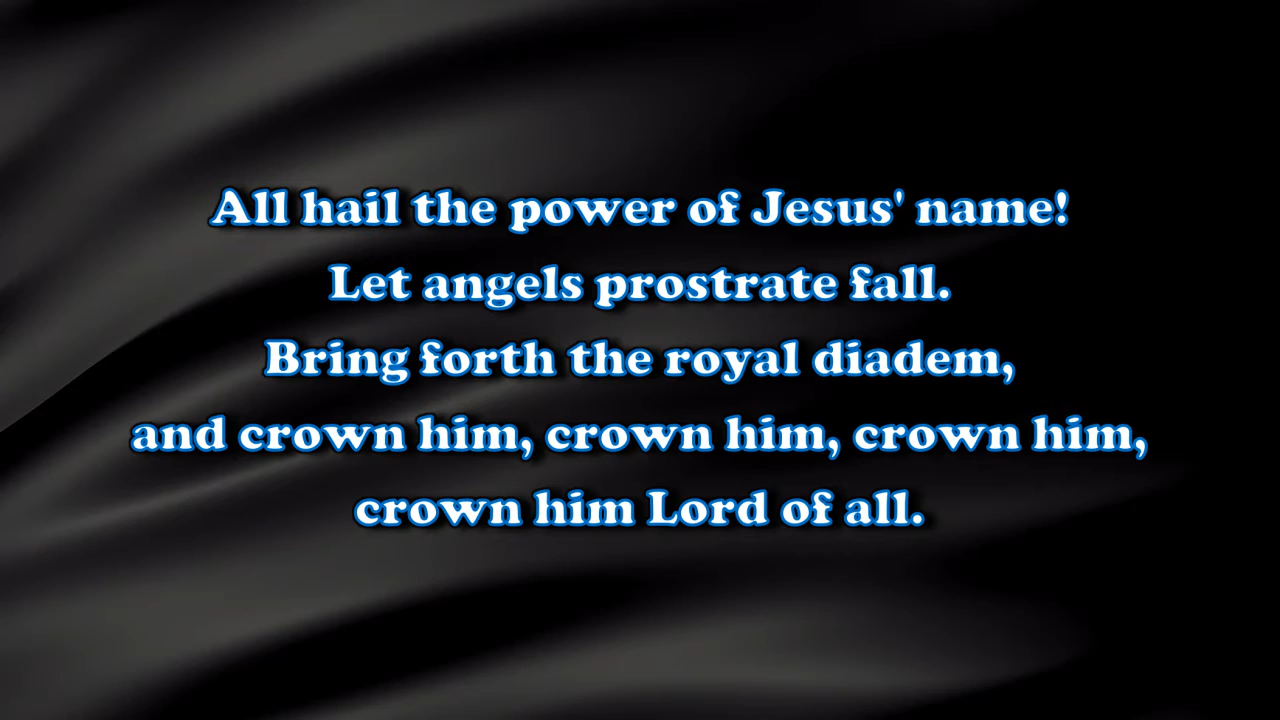 All hail the power of Jesus' name!
Let angels prostrate fall.
Bring forth the royal diadem,
and crown him, crown him, crown him,
crown him Lord of all.